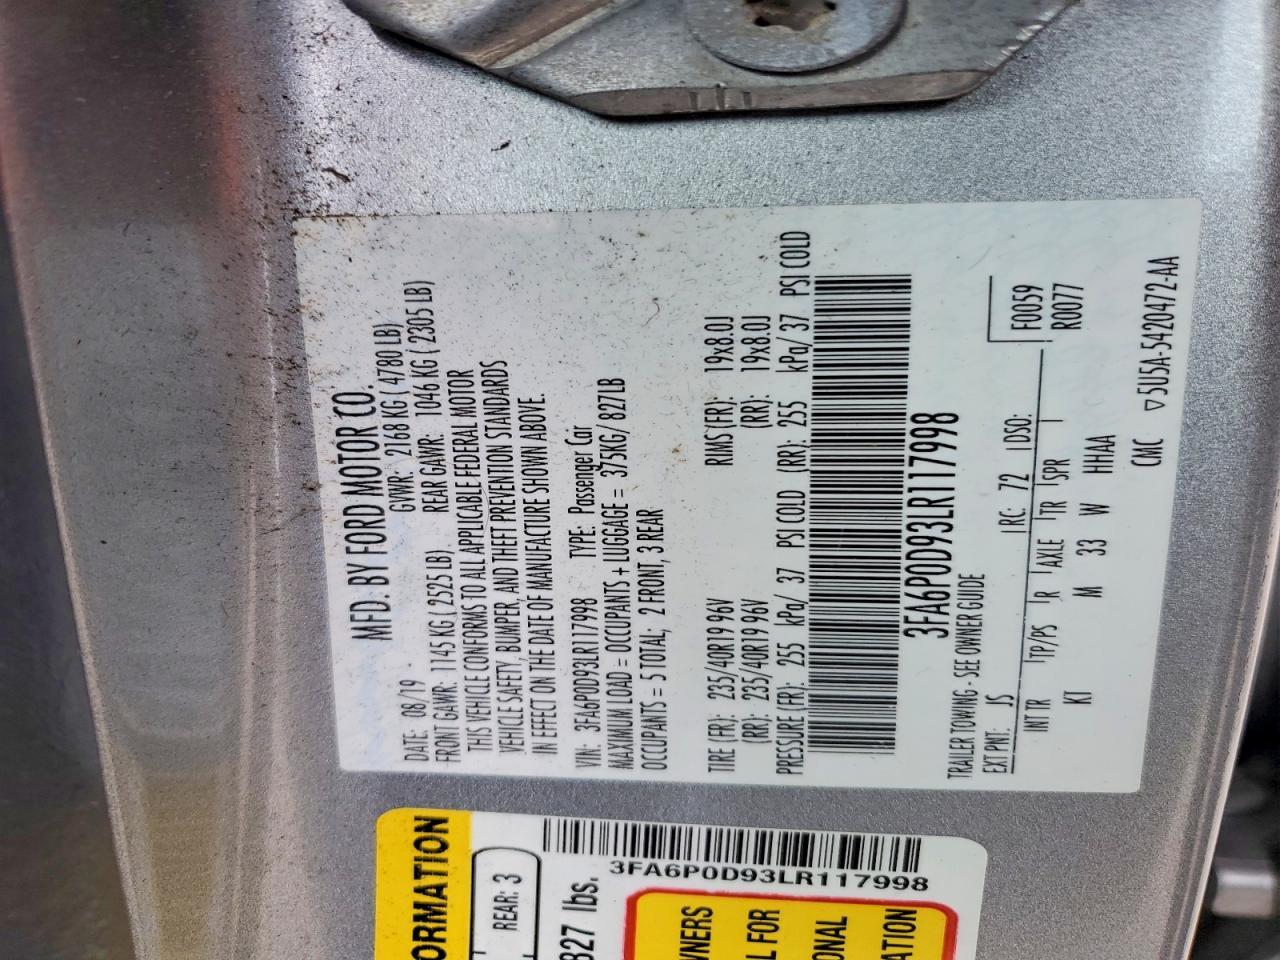 MFD. BY FORD MOTOR CO.
DATE: 08/19 GVWR: 2168 KG ( 4780 LB)
FRONT GAWR: 1145 KG ( 2525 LB). REAR GAWR: 1046 KG ( 2305 LB)
THIS VEHICLE CONFORMS TO ALL APPLICABLE FEDERAL MOTOR
VEHICLE SAFETY, BUMPER, AND THEFT PREVENTION STANDARDS
IN EFFECT ON THE DATE OF MANUFACTURE SHOWN ABOVE.
VIN: 3FA6P0D93LR117998 TYPE: Passenger Car
MAXIMUM LOAD = OCCUPANTS + LUGGAGE = 375KG/ 827LB
OCCUPANTS = 5 TOTAL, 2 FRONT, 3 REAR
TIRE (FR): 235/40R19 96V RIMS(FR): 19x8.0J
(RR): 235/40R19 96V (RR): 19x8.0J
PRESSURE (FR): 255 kPa/ 37 PSI COLD (RR): 255 kPa/ 37 PSI COLD
3FA6P0D93LR117998
TRAILER TOWING - SEE OWNER GUIDE
EXT PNT: JS RC: 72 DSO: F0059
INT TR TP/PS R AXLE TR SPR R0077
KI M 33 W HHAA
CMC ▽5U5A-5420472-AA
ORMATION
REAR: 3
3FA6P0D93LR117998
827 lbs.
WNERS
L FOR
ONAL
ATION